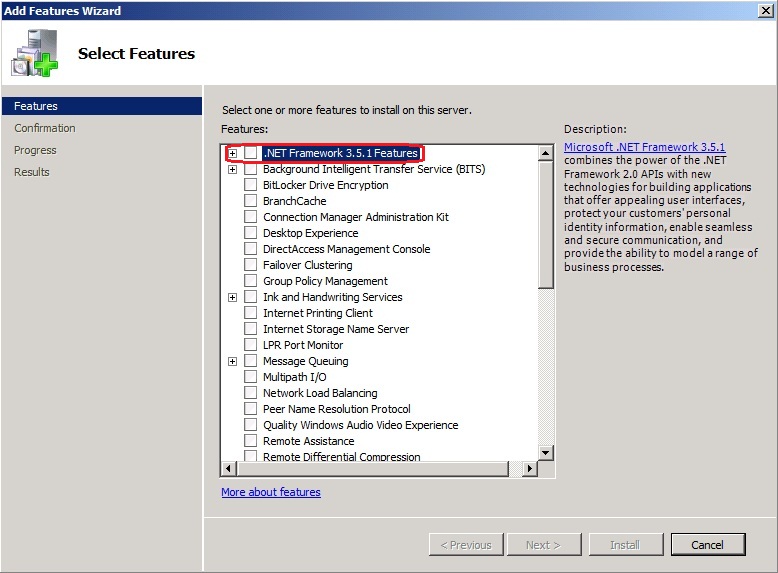 Add Features Wizard
Select Features
Features
Confirmation
Progress
Results
Select one or more features to install on this server.
Features:
.NET Framework 3.5.1 Features
Background Intelligent Transfer Service (BITS)
BitLocker Drive Encryption
BranchCache
Connection Manager Administration Kit
Desktop Experience
DirectAccess Management Console
Failover Clustering
Group Policy Management
Ink and Handwriting Services
Internet Printing Client
Internet Storage Name Server
LPR Port Monitor
Message Queuing
Multipath I/O
Network Load Balancing
Peer Name Resolution Protocol
Quality Windows Audio Video Experience
Remote Assistance
Remote Differential Compression
More about features
Description:
Microsoft .NET Framework 3.5.1
combines the power of the .NET
Framework 2.0 APIs with new
technologies for building applications
that offer appealing user interfaces,
protect your customers' personal
identity information, enable seamless
and secure communication, and
provide the ability to model a range of
business processes.
< Previous
Next >
Install
Cancel